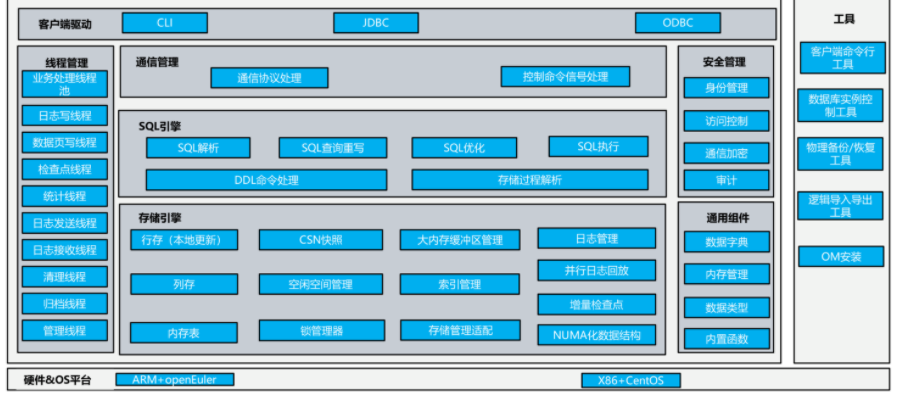 客户端驱动
CLI
JDBC
ODBC
线程管理
业务处理线程
池
日志写线程
数据页写线程
检查点线程
统计线程
日志发送线程
日志接收线程
清理线程
归档线程
管理线程
通信管理
通信协议处理
控制命令信号处理
SQL引擎
SQL解析
SQL查询重写
SQL优化
SQL执行
DDL命令处理
存储过程解析
存储引擎
行存（本地更新）
CSN快照
大内存缓冲区管理
日志管理
并行日志回放
列存
空闲空间管理
索引管理
增量检查点
内存表
锁管理器
存储管理适配
NUMA化数据结构
安全管理
身份管理
访问控制
通信加密
审计
通用组件
数据字典
内存管理
数据类型
内置函数
工具
客户端命令行
工具
数据库实例控
制工具
物理备份/恢复
工具
逻辑导入导出
工具
OM安装
硬件&OS平台
ARM+openEuler
X86+CentOS